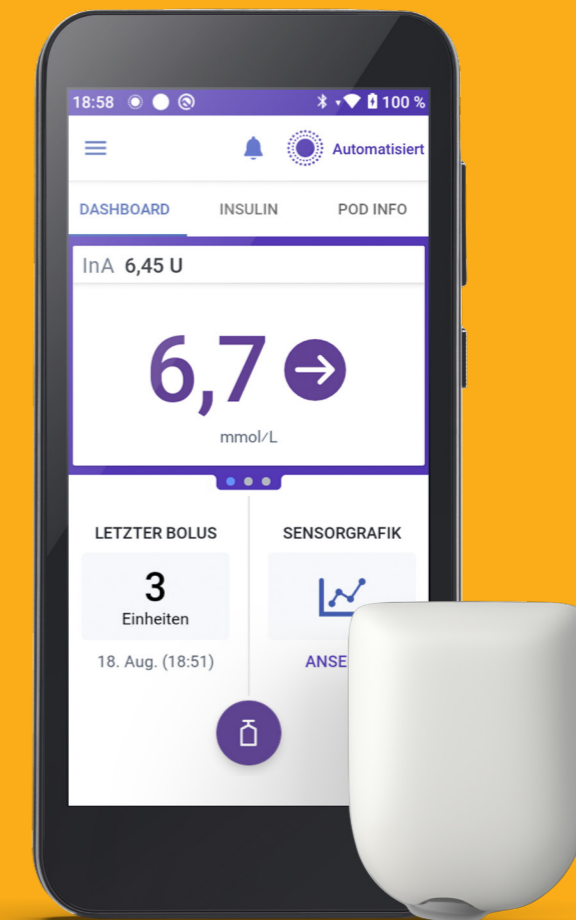 18:58 100 %
Automatisiert
DASHBOARD INSULIN POD INFO
InA 6,45 U
6,7
mmol/L
LETZTER BOLUS SENSORGRAFIK
3
Einheiten
18. Aug. (18:51)